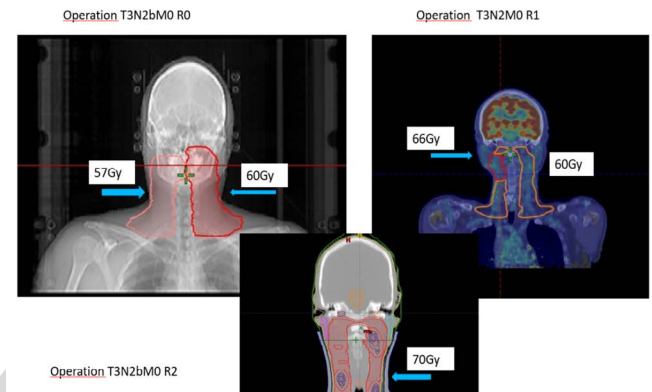 Operation T3N2bM0 R0
Operation T3N2M0 R1
57Gy
60Gy
66Gy
60Gy
70Gy
Operation T3N2bM0 R2